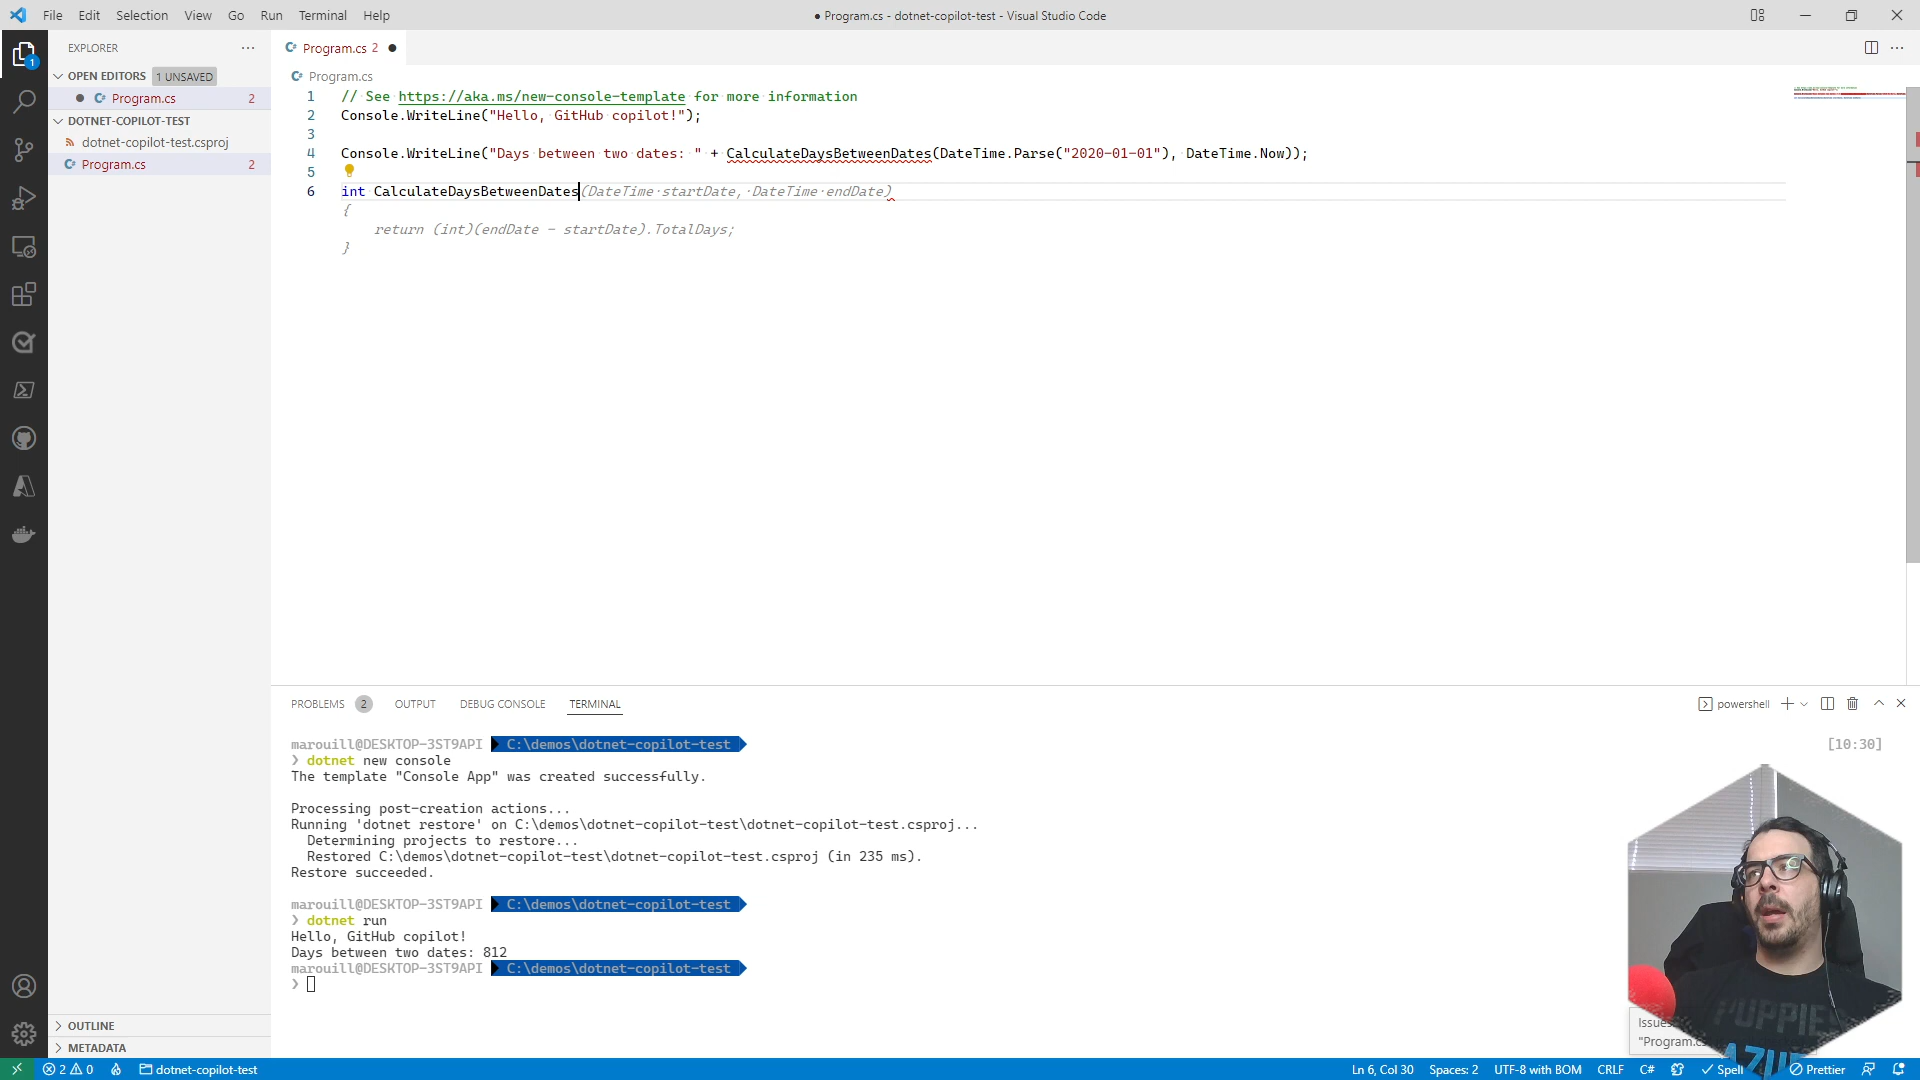 File Edit Selection View Go Run Terminal Help
● Program.cs - dotnet-copilot-test - Visual Studio Code
EXPLORER
OPEN EDITORS 1 UNSAVED
● C# Program.cs 2
DOTNET-COPILOT-TEST
dotnet-copilot-test.csproj
C# Program.cs 2
OUTLINE
METADATA
1
C# Program.cs 2 ●
C# Program.cs
1 // See https://aka.ms/new-console-template for more information
2 Console.WriteLine("Hello, GitHub copilot!");
3
4 Console.WriteLine("Days between two dates: " + CalculateDaysBetweenDates(DateTime.Parse("2020-01-01"), DateTime.Now));
5
6 int CalculateDaysBetweenDates(DateTime startDate, DateTime endDate)
{
return (int)(endDate - startDate).TotalDays;
}
PROBLEMS 2 OUTPUT DEBUG CONSOLE TERMINAL
powershell
marouill@DESKTOP-3ST9API C:\demos\dotnet-copilot-test [10:30]
❯ dotnet new console
The template "Console App" was created successfully.
Processing post-creation actions...
Running 'dotnet restore' on C:\demos\dotnet-copilot-test\dotnet-copilot-test.csproj...
Determining projects to restore...
Restored C:\demos\dotnet-copilot-test\dotnet-copilot-test.csproj (in 235 ms).
Restore succeeded.
marouill@DESKTOP-3ST9API C:\demos\dotnet-copilot-test
❯ dotnet run
Hello, GitHub copilot!
Days between two dates: 812
marouill@DESKTOP-3ST9API C:\demos\dotnet-copilot-test
❯
Issues
"Program.c
PUPPIE
AZU
2 0 dotnet-copilot-test
Ln 6, Col 30 Spaces: 2 UTF-8 with BOM CRLF C# Spell Prettier